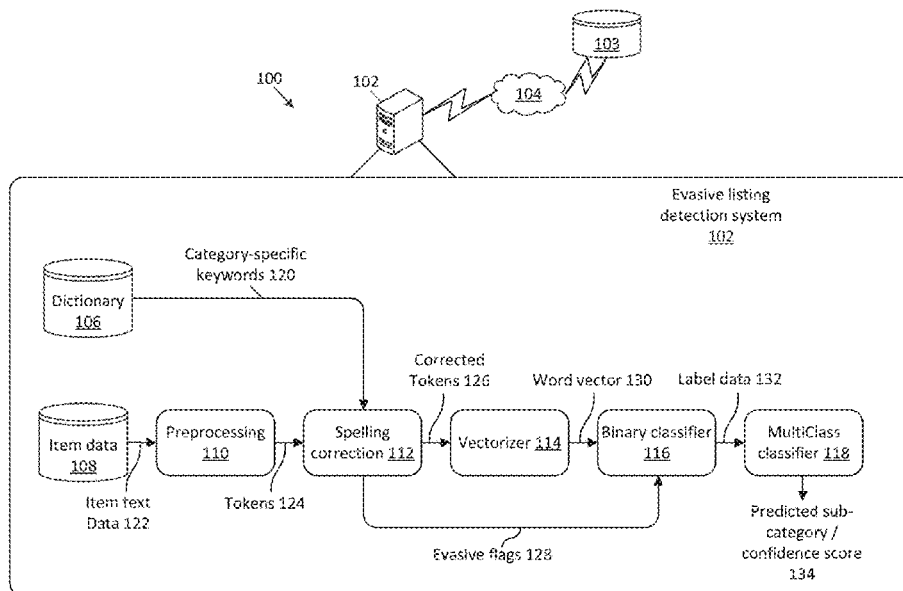 103
100
102
104
Evasive listing
detection system
102
Category-specific
keywords 120
Dictionary
106
Corrected
Tokens 126
Word vector 130
Label data 132
Item data
108
Preprocessing
110
Spelling
correction 112
Vectorizer 114
Binary classifier
116
MultiClass
classifier 118
Item text
Data 122
Tokens 124
Evasive flags 128
Predicted sub-
category /
confidence score
134